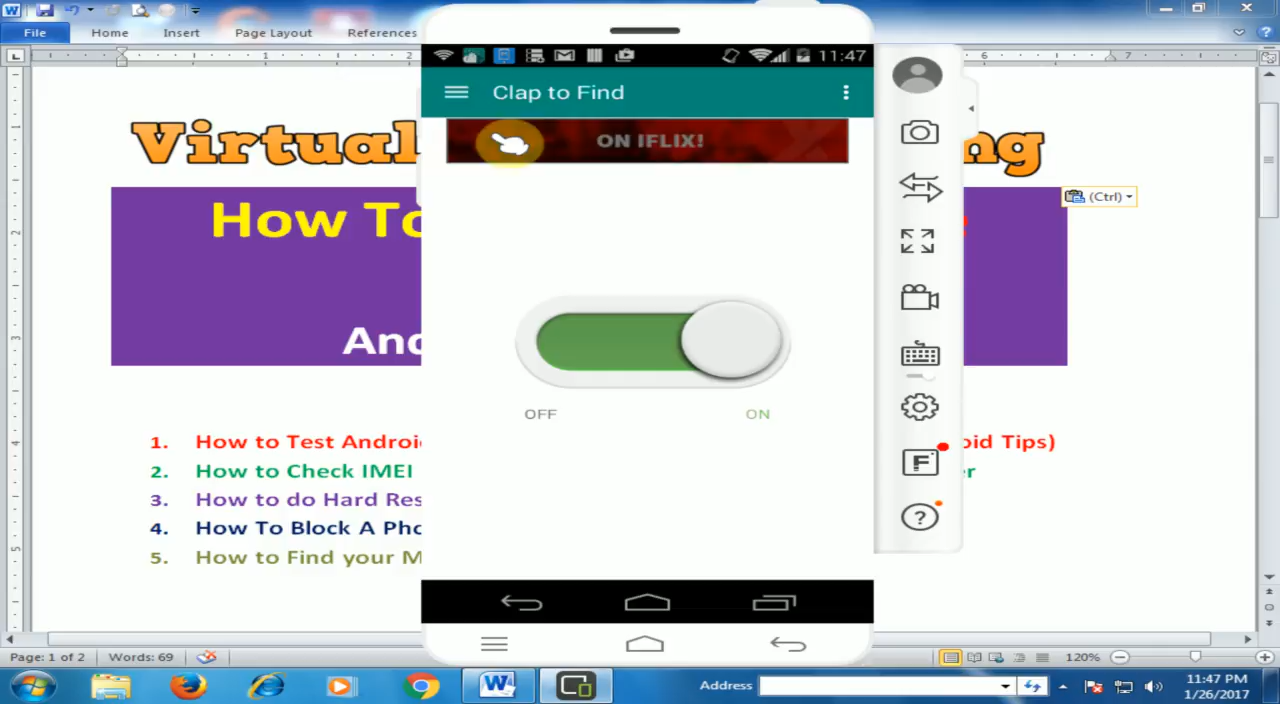 File
Home
Insert
Page Layout
References
11:47
Clap to Find
ON IFLIX!
OFF
ON
F
?
Virtual
ng
(Ctrl)
How To
And
1. How to Test Androi
oid Tips)
2. How to Check IMEI
er
3. How to do Hard Res
4. How To Block A Pho
5. How to Find your M
Page: 1 of 2
Words: 69
120%
Address
11:47 PM
1/26/2017